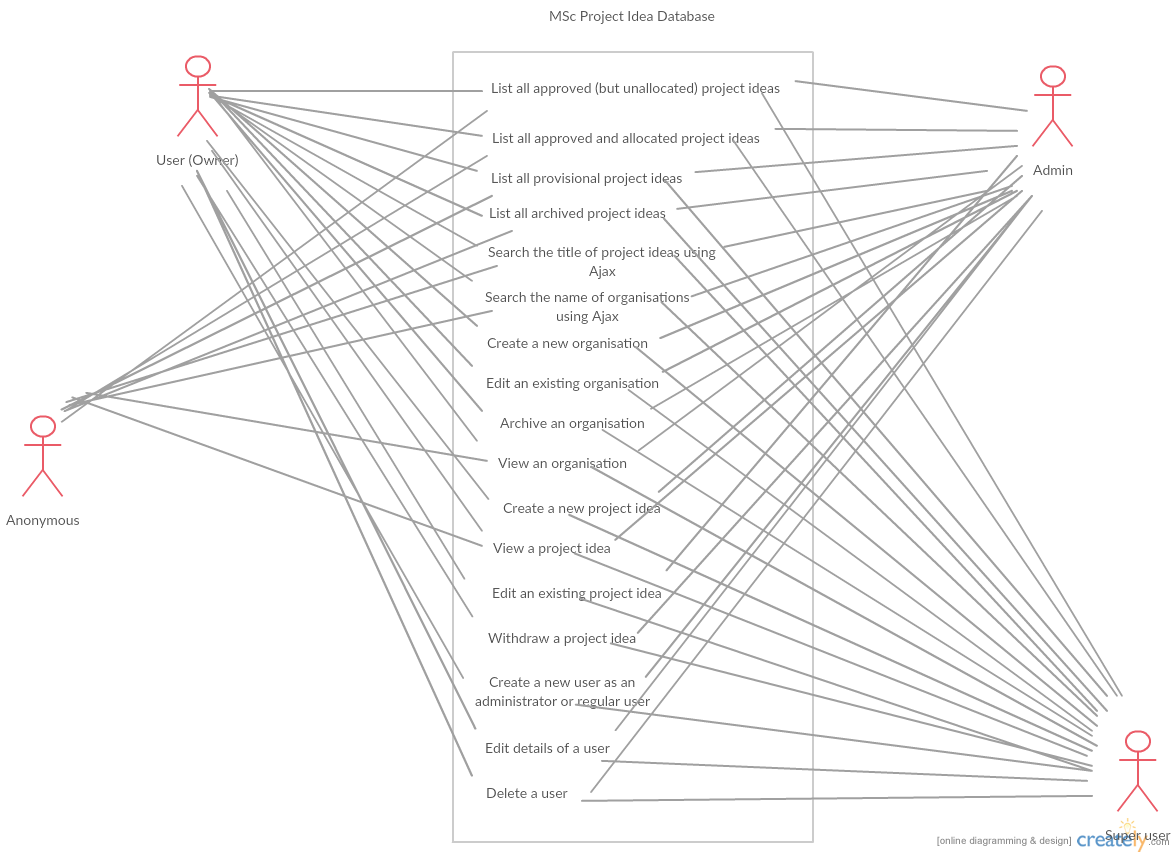 MSc Project Idea Database
User (Owner)
Admin
Anonymous
Super user
List all approved (but unallocated) project ideas
List all approved and allocated project ideas
List all provisional project ideas
List all archived project ideas
Search the title of project ideas using
Ajax
Search the name of organisations
using Ajax
Create a new organisation
Edit an existing organisation
Archive an organisation
View an organisation
Create a new project idea
View a project idea
Edit an existing project idea
Withdraw a project idea
Create a new user as an
administrator or regular user
Edit details of a user
Delete a user
[online diagramming & design] creately.com